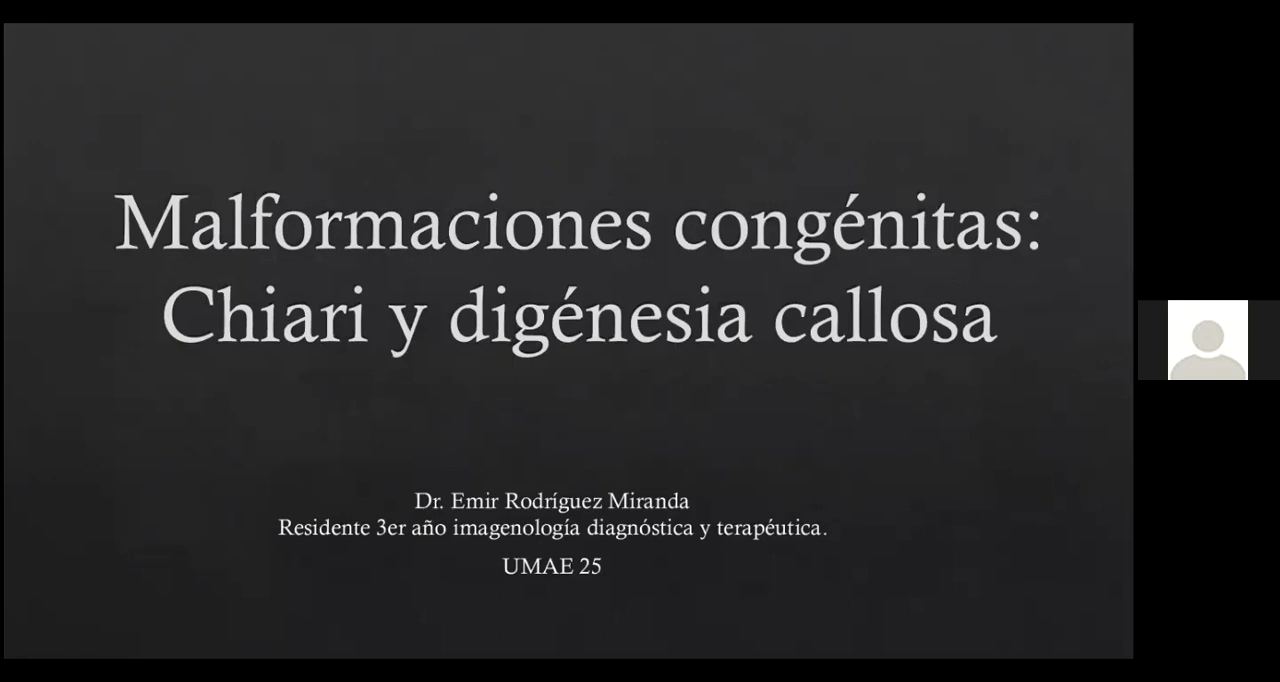 Malformaciones congénitas:
Chiari y digénesia callosa
Dr. Emir Rodríguez Miranda
Residente 3er año imagenología diagnóstica y terapéutica.
UMAE 25